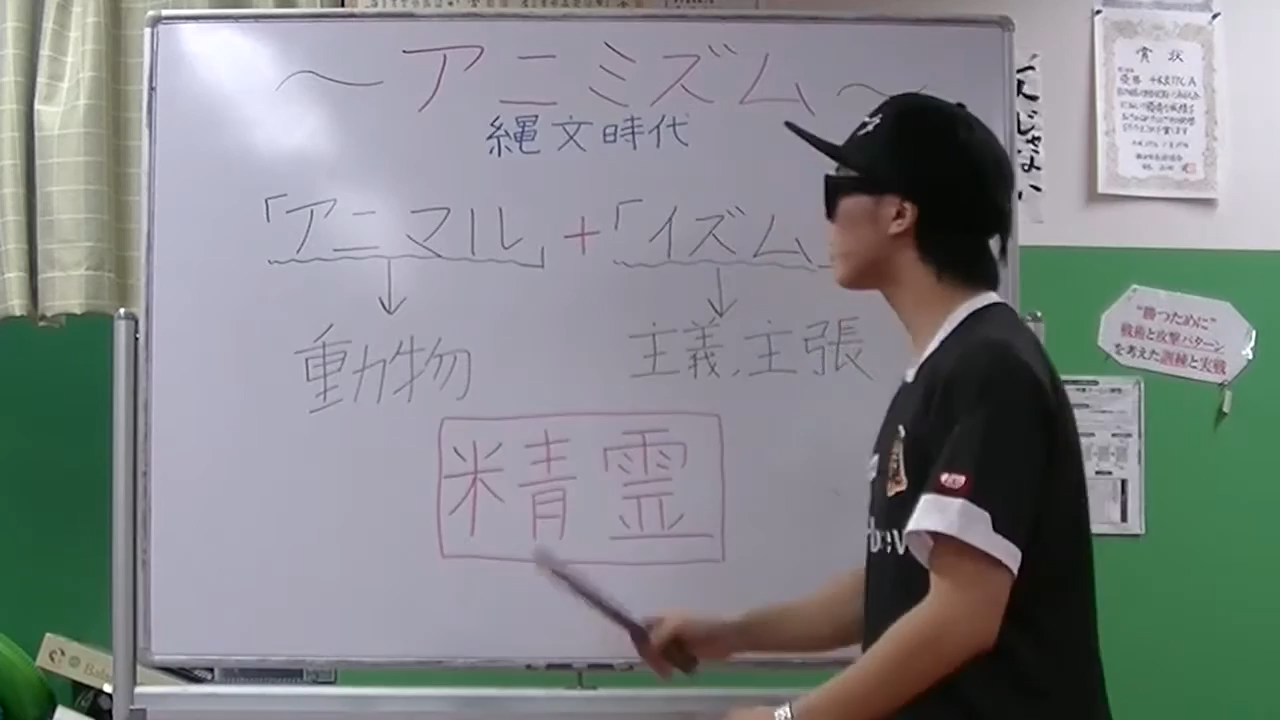 ～アニミズム～
縄文時代
「アニマル」+「イズム
動物
主義、主張
精霊
賞状
"勝つために"
戦術と攻撃パターン
を考えた訓練と実戦